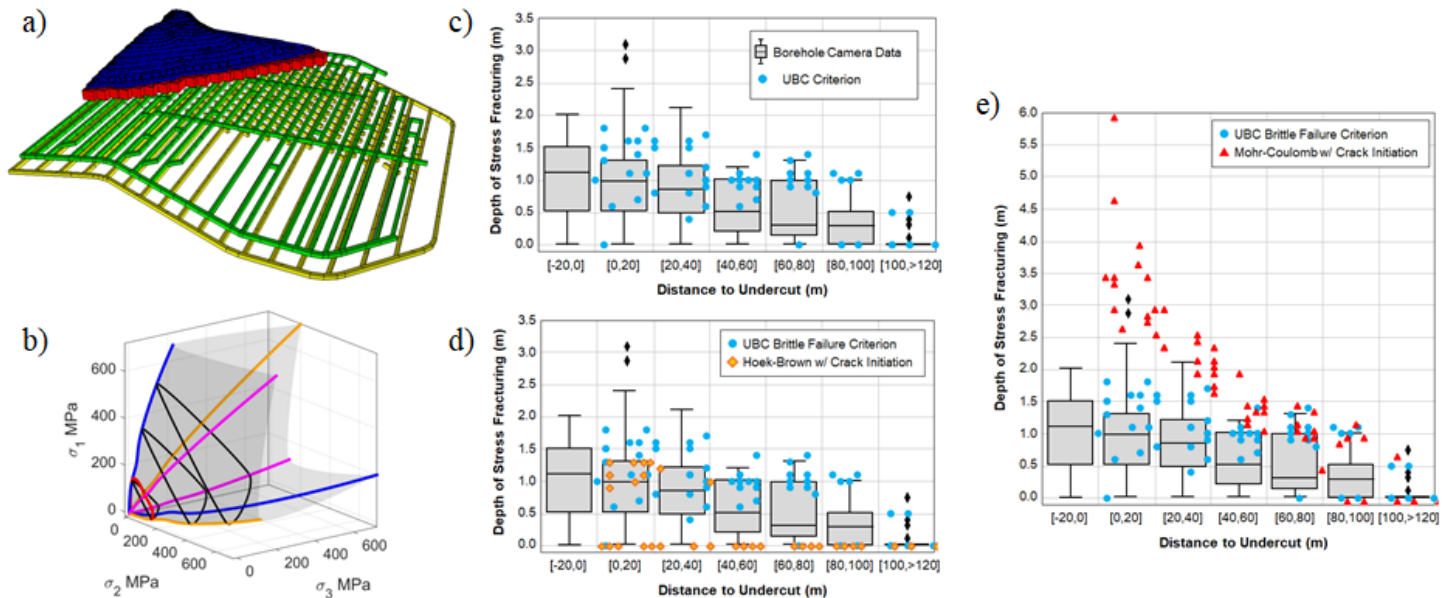 a)
b)
σ1 MPa
600
400
200
0
0
200
400
600
σ2 MPa
0
200
400
600
σ3 MPa
c)
Depth of Stress Fracturing (m)
3.5
3.0
2.5
2.0
1.5
1.0
0.5
0.0
Borehole Camera Data
UBC Criterion
[-20,0] [0,20] [20,40] [40,60] [60,80] [80,100] [100,>120]
Distance to Undercut (m)
d)
Depth of Stress Fracturing (m)
3.5
3.0
2.5
2.0
1.5
1.0
0.5
0.0
UBC Brittle Failure Criterion
Hoek-Brown w/ Crack Initiation
[-20,0] [0,20] [20,40] [40,60] [60,80] [80,100] [100,>120]
Distance to Undercut (m)
e)
Depth of Stress Fracturing (m)
6.0
5.5
5.0
4.5
4.0
3.5
3.0
2.5
2.0
1.5
1.0
0.5
0.0
UBC Brittle Failure Criterion
Mohr-Coulomb w/ Crack Initiation
[-20,0] [0,20] [20,40] [40,60] [60,80] [80,100] [100,>120]
Distance to Undercut (m)